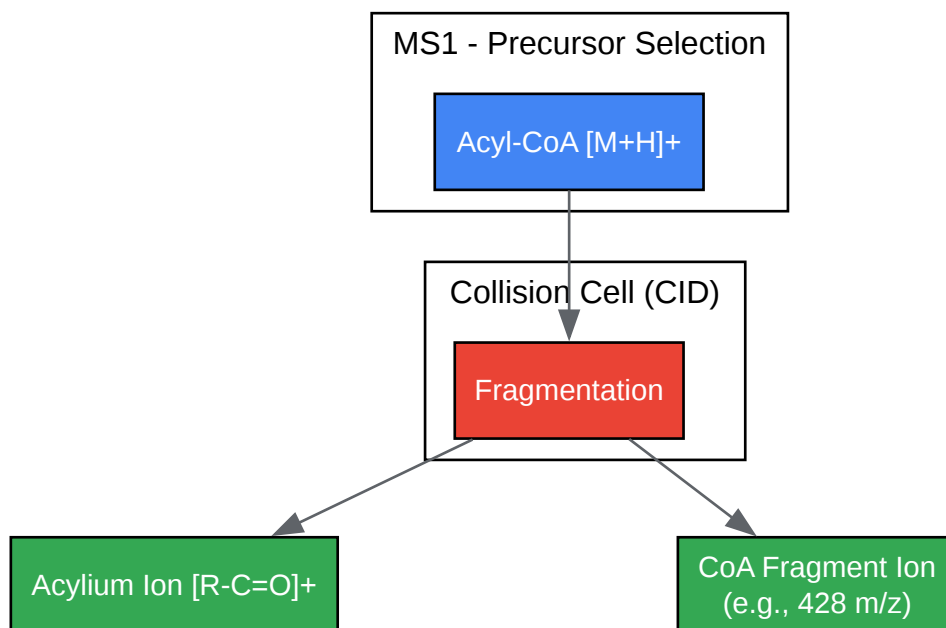 MS1 - Precursor Selection
Acyl-CoA [M+H]+
Collision Cell (CID)
Fragmentation
Acylium Ion [R-C=O]+
CoA Fragment Ion
(e.g., 428 m/z)